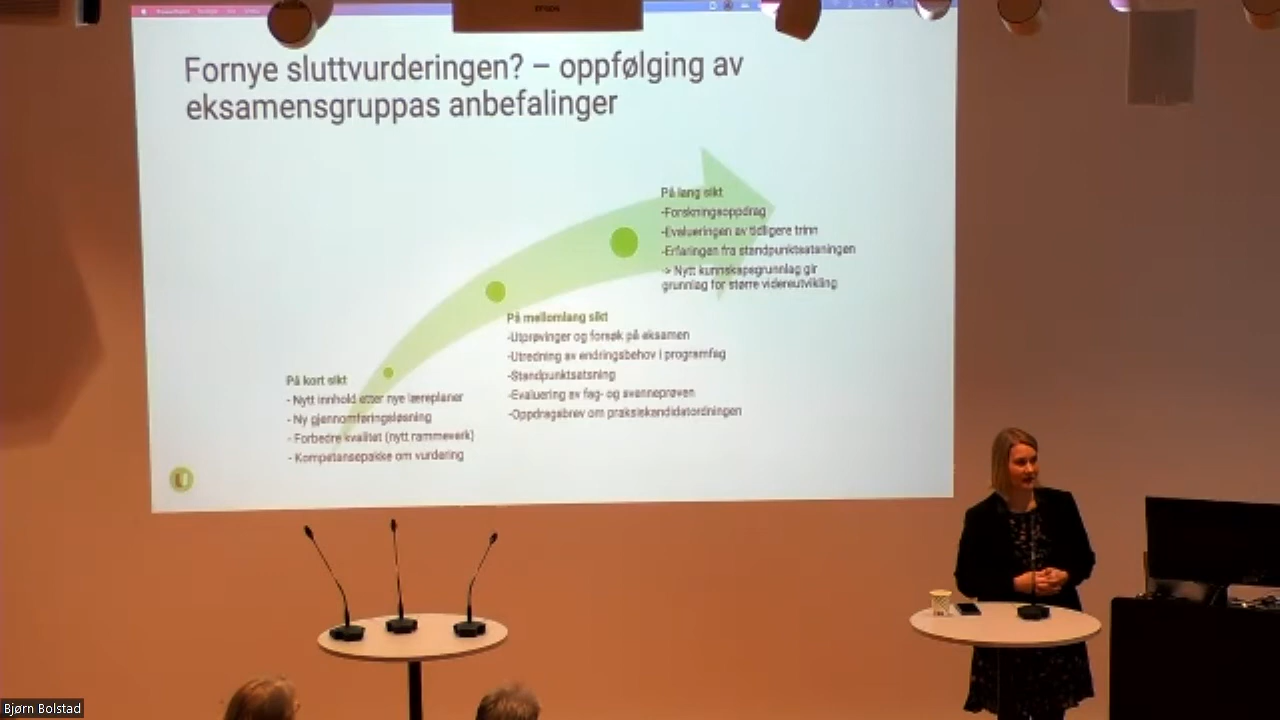 EPSON
Fornye sluttvurderingen? – oppfølging av
eksamensgruppas anbefalinger
På lang sikt
-Forskningsoppdrag
-Evalueringen av tidligere trinn
-Erfaringen fra standpunktsatsningen
-> Nytt kunnskapsgrunnlag gir
grunnlag for større videreutvikling
På mellomlang sikt
-Utprøvinger og forsøk på eksamen
-Utredning av endringsbehov i programfag
-Standpunktsatsning
-Evaluering av fag- og svenneprøven
-Oppdragsbrev om praksiskandidatordningen
På kort sikt
- Nytt innhold etter nye læreplaner
- Ny gjennomføringsløsning
- Forbedre kvalitet (nytt rammeverk)
- Kompetansepakke om vurdering
Bjørn Bolstad